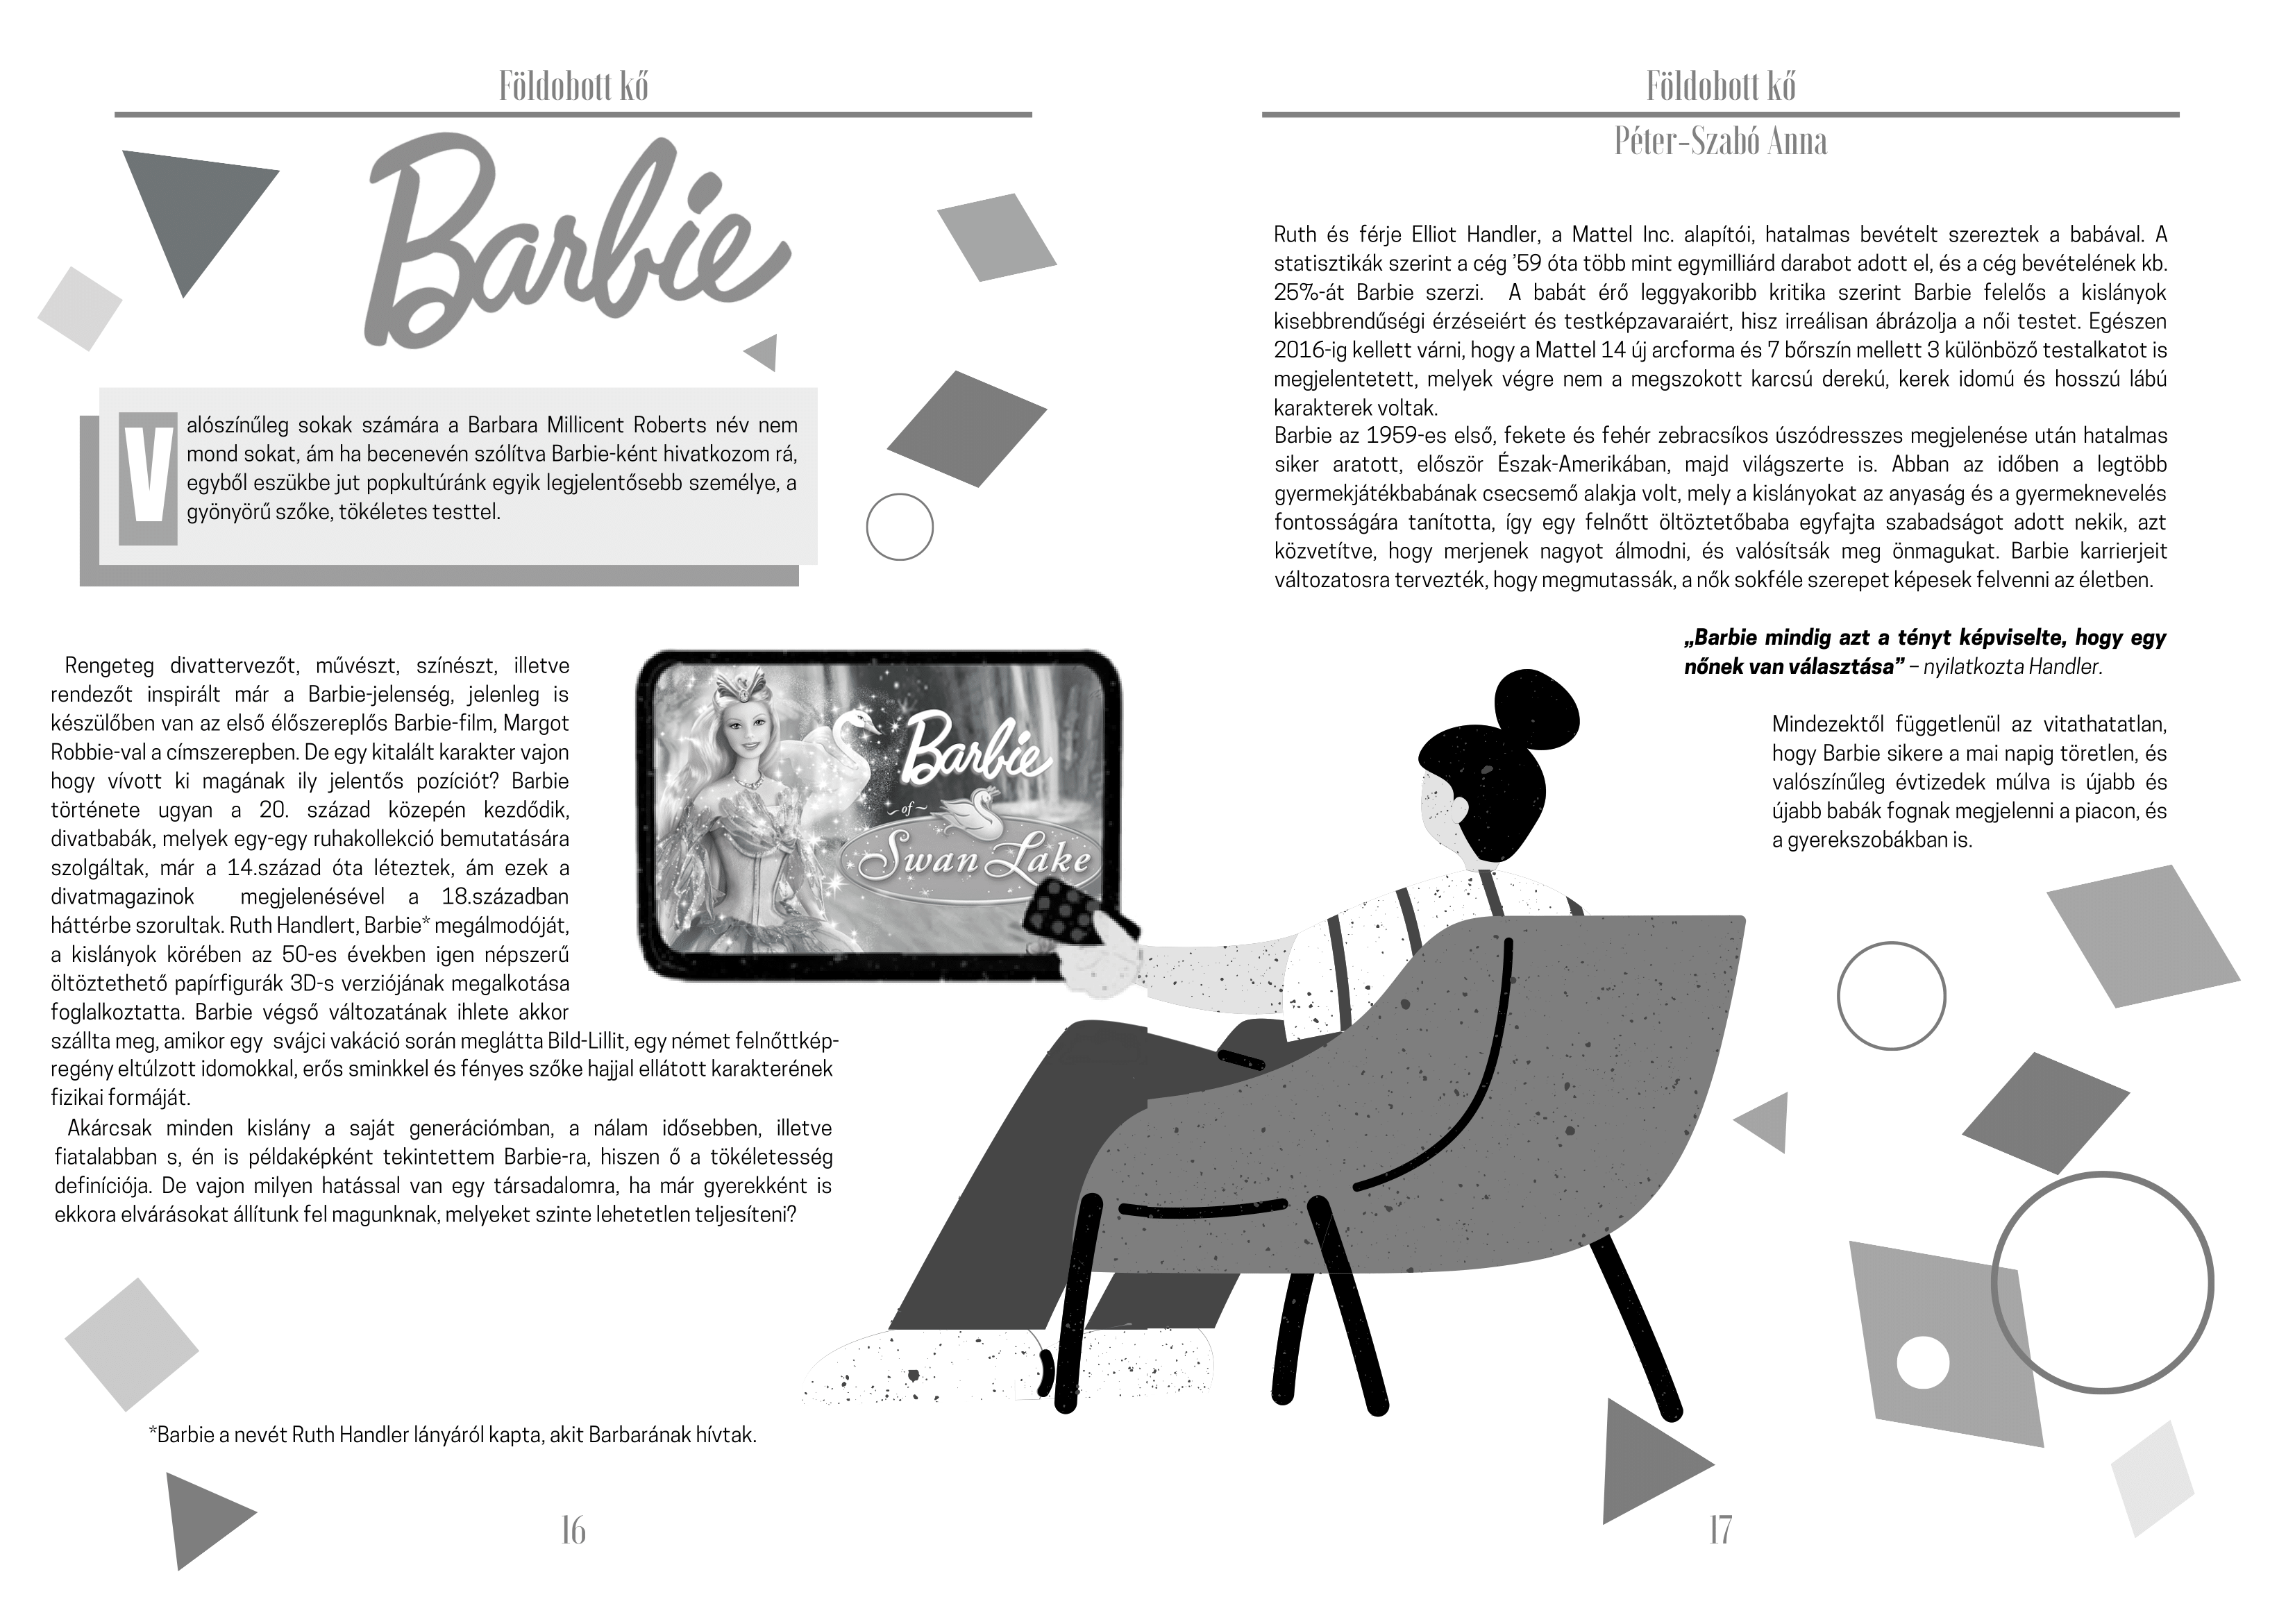 Földobott kő
Barbie
Valószínűleg sokak számára a Barbara Millicent Roberts név nem
mond sokat, ám ha becenevén szólítva Barbie-ként hivatkozom rá,
egyből eszükbe jut popkultúránk egyik legjelentősebb személye, a
gyönyörű szőke, tökéletes testtel.
Rengeteg divattervezőt, művészt, színészt, illetve
rendezőt inspirált már a Barbie-jelenség, jelenleg is
készülőben van az első élőszereplős Barbie-film, Margot
Robbie-val a címszerepben. De egy kitalált karakter vajon
hogy vívott ki magának ily jelentős pozíciót? Barbie
története ugyan a 20. század közepén kezdődik,
divatbabák, melyek egy-egy ruhakollekció bemutatására
szolgáltak, már a 14.század óta léteztek, ám ezek a
divatmagazinok megjelenésével a 18.században
háttérbe szorultak. Ruth Handlert, Barbie* megálmodóját,
a kislányok körében az 50-es években igen népszerű
öltöztethető papírfigurák 3D-s verziójának megalkotása
foglalkoztatta. Barbie végső változatának ihlete akkor
szállta meg, amikor egy svájci vakáció során meglátta Bild-Lillit, egy német felnőttkép-
regény eltúlzott idomokkal, erős sminkkel és fényes szőke hajjal ellátott karakterének
fizikai formáját.
Akárcsak minden kislány a saját generációmban, a nálam idősebben, illetve
fiatalabban s, én is példaképként tekintettem Barbie-ra, hiszen ő a tökéletesség
definíciója. De vajon milyen hatással van egy társadalomra, ha már gyerekként is
ekkora elvárásokat állítunk fel magunknak, melyeket szinte lehetetlen teljesíteni?
*Barbie a nevét Ruth Handler lányáról kapta, akit Barbarának hívtak.
16
Barbie
~of~
Swan Lake
Földobott kő
Péter-Szabó Anna
Ruth és férje Elliot Handler, a Mattel Inc. alapítói, hatalmas bevételt szereztek a babával. A
statisztikák szerint a cég ’59 óta több mint egymilliárd darabot adott el, és a cég bevételének kb.
25%-át Barbie szerzi. A babát érő leggyakoribb kritika szerint Barbie felelős a kislányok
kisebbrendűségi érzéseiért és testképzavaraiért, hisz irreálisan ábrázolja a női testet. Egészen
2016-ig kellett várni, hogy a Mattel 14 új arcforma és 7 bőrszín mellett 3 különböző testalkatot is
megjelentetett, melyek végre nem a megszokott karcsú derekú, kerek idomú és hosszú lábú
karakterek voltak.
Barbie az 1959-es első, fekete és fehér zebracsíkos úszódresszes megjelenése után hatalmas
siker aratott, először Észak-Amerikában, majd világszerte is. Abban az időben a legtöbb
gyermekjátékbabának csecsemő alakja volt, mely a kislányokat az anyaság és a gyermeknevelés
fontosságára tanította, így egy felnőtt öltöztetőbaba egyfajta szabadságot adott nekik, azt
közvetítve, hogy merjenek nagyot álmodni, és valósítsák meg önmagukat. Barbie karrierjeit
változatosra tervezték, hogy megmutassák, a nők sokféle szerepet képesek felvenni az életben.
„Barbie mindig azt a tényt képviselte, hogy egy
nőnek van választása” – nyilatkozta Handler.
Mindezektől függetlenül az vitathatatlan,
hogy Barbie sikere a mai napig töretlen, és
valószínűleg évtizedek múlva is újabb és
újabb babák fognak megjelenni a piacon, és
a gyerekszobákban is.
17